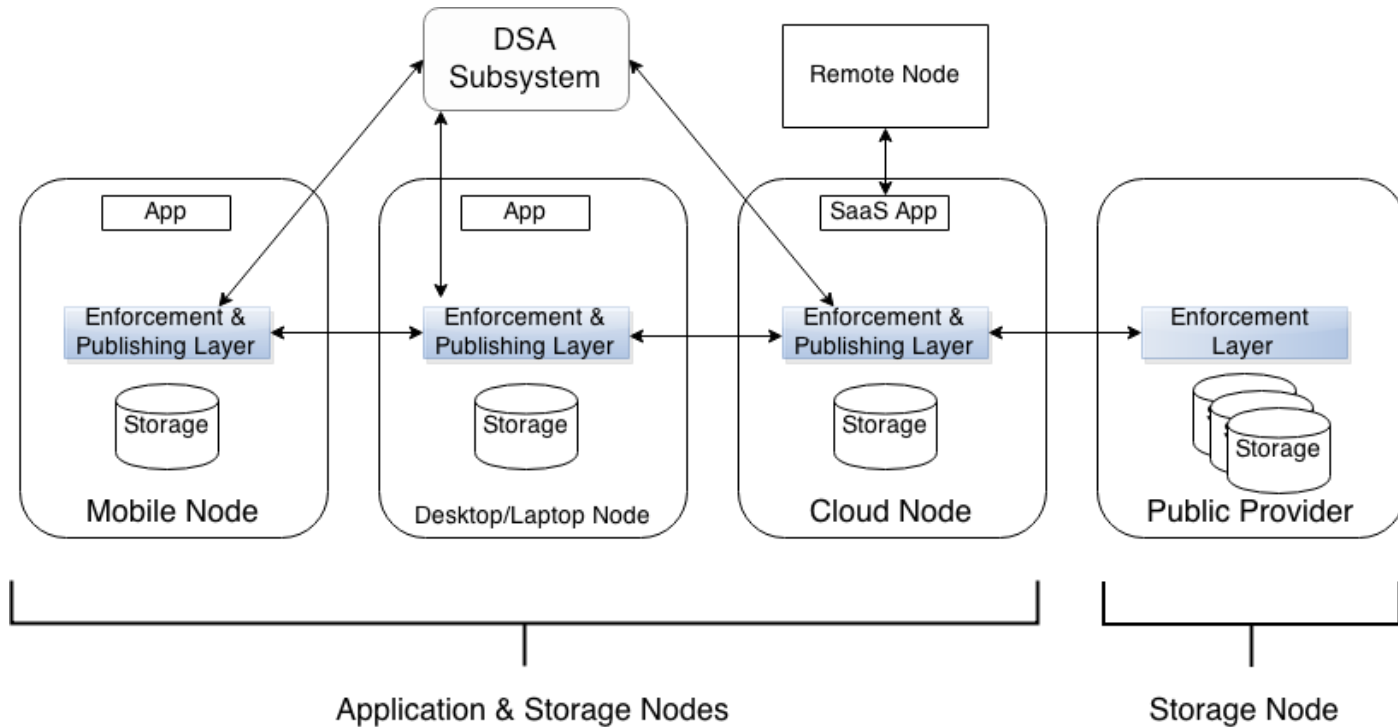 DSA
Subsystem
Remote Node
App
App
SaaS App
Enforcement &
Publishing Layer
Enforcement &
Publishing Layer
Enforcement &
Publishing Layer
Enforcement
Layer
Storage
Storage
Storage
Storage
Mobile Node
Desktop/Laptop Node
Cloud Node
Public Provider
Application & Storage Nodes
Storage Node